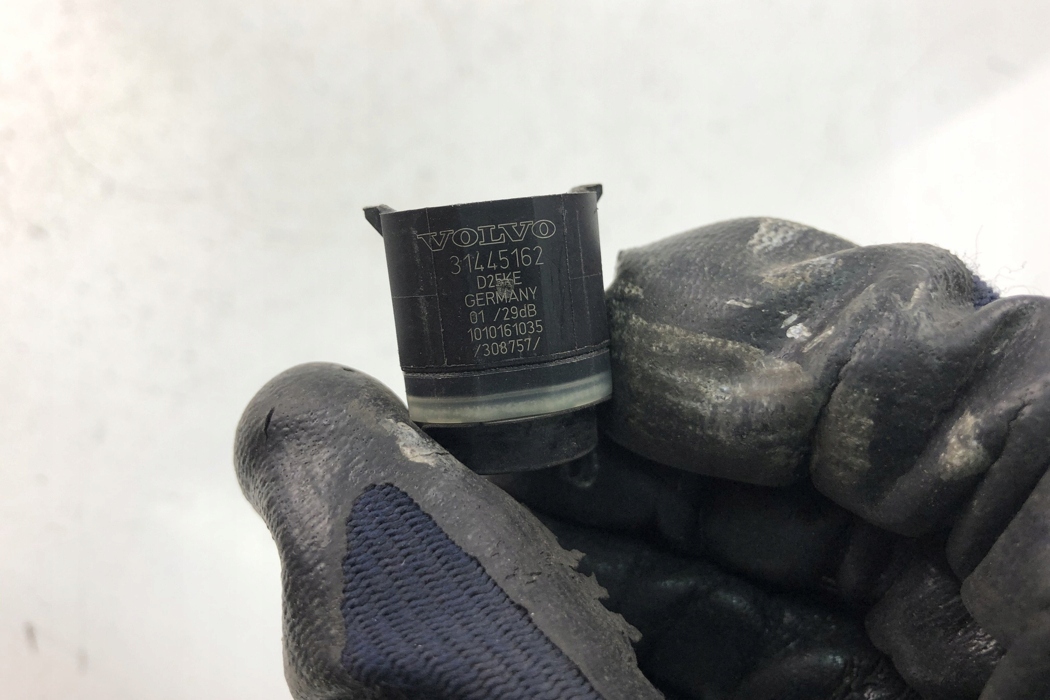 VOLVO
31445162
D25KE
GERMANY
01 /29dB
1010161035
/308757/